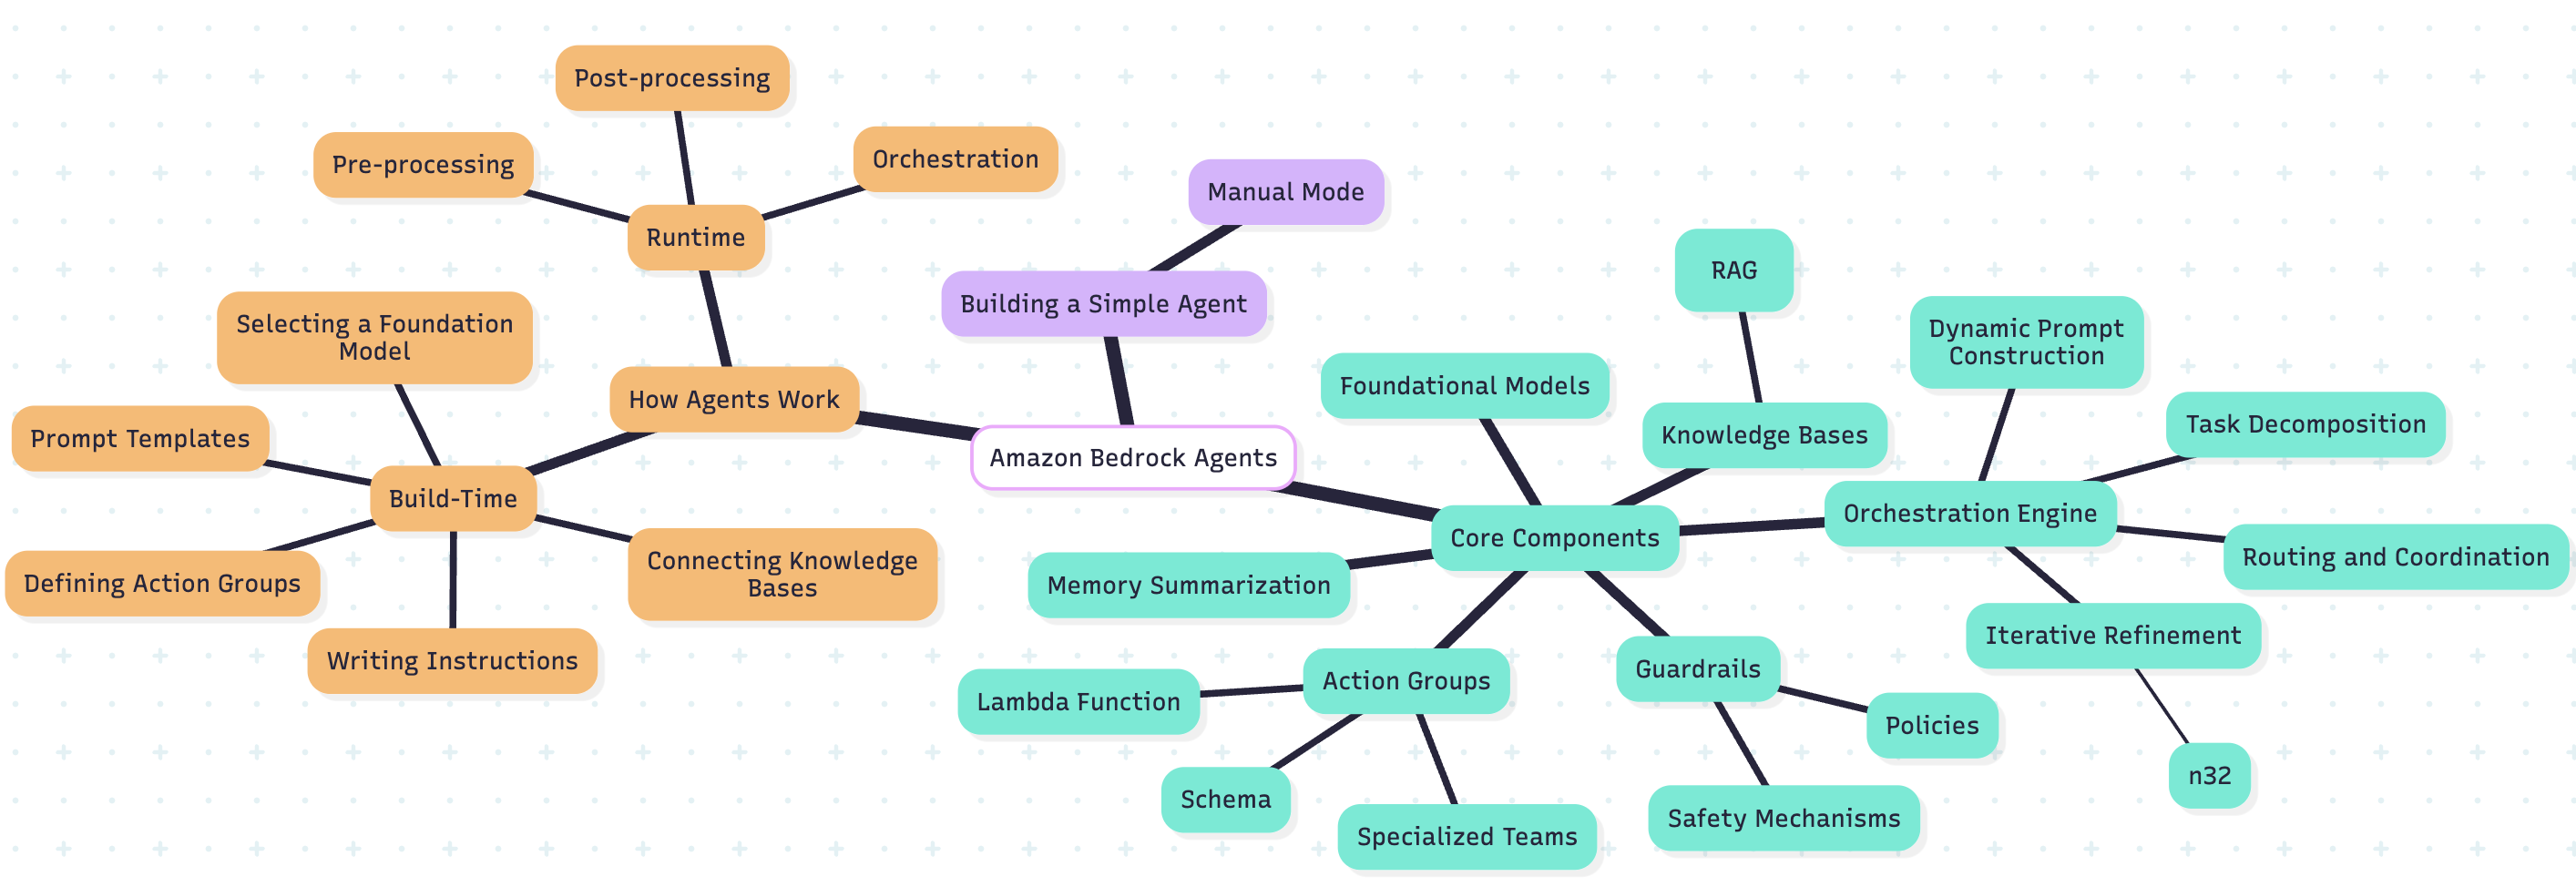 Post-processing
Pre-processing
Orchestration
Runtime
Manual Mode
Building a Simple Agent
Selecting a Foundation
Model
How Agents Work
Prompt Templates
Build-Time
Defining Action Groups
Connecting Knowledge
Bases
Writing Instructions
Amazon Bedrock Agents
RAG
Foundational Models
Knowledge Bases
Dynamic Prompt
Construction
Task Decomposition
Core Components
Orchestration Engine
Routing and Coordination
Memory Summarization
Iterative Refinement
Action Groups
Guardrails
Lambda Function
Policies
Schema
Specialized Teams
Safety Mechanisms
n32